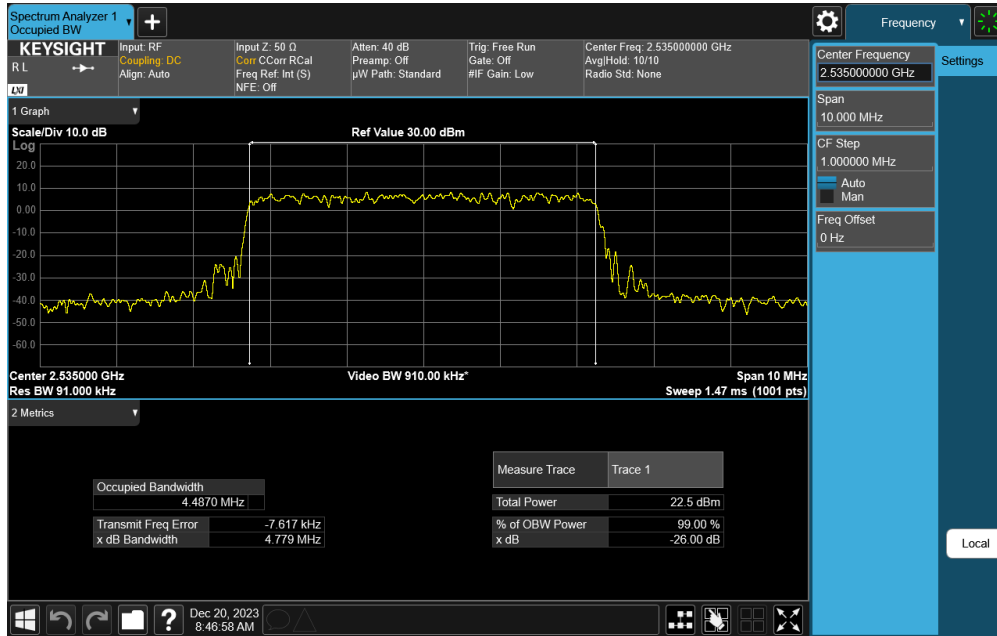 Spectrum Analyzer 1
Occupied BW
Frequency
KEYSIGHT
RL
LXI
Input: RF
Coupling: DC
Align: Auto
Input Z: 50 Ω
Corr CCorr RCal
Freq Ref: Int (S)
NFE: Off
Atten: 40 dB
Preamp: Off
µW Path: Standard
Trig: Free Run
Gate: Off
#IF Gain: Low
Center Freq: 2.535000000 GHz
Avg|Hold: 10/10
Radio Std: None
Center Frequency
2.535000000 GHz
Settings
Span
10.000 MHz
CF Step
1.000000 MHz
Auto
Man
Freq Offset
0 Hz
Local
1 Graph
Scale/Div 10.0 dB
Ref Value 30.00 dBm
Log
20.0
10.0
0.00
-10.0
-20.0
-30.0
-40.0
-50.0
-60.0
Center 2.535000 GHz
Video BW 910.00 kHz*
Span 10 MHz
Res BW 91.000 kHz
Sweep 1.47 ms (1001 pts)
2 Metrics
Measure Trace Trace 1
Occupied Bandwidth
4.4870 MHz
Total Power 22.5 dBm
Transmit Freq Error -7.617 kHz
% of OBW Power 99.00 %
x dB Bandwidth 4.779 MHz
x dB -26.00 dB
Dec 20, 2023
8:46:58 AM